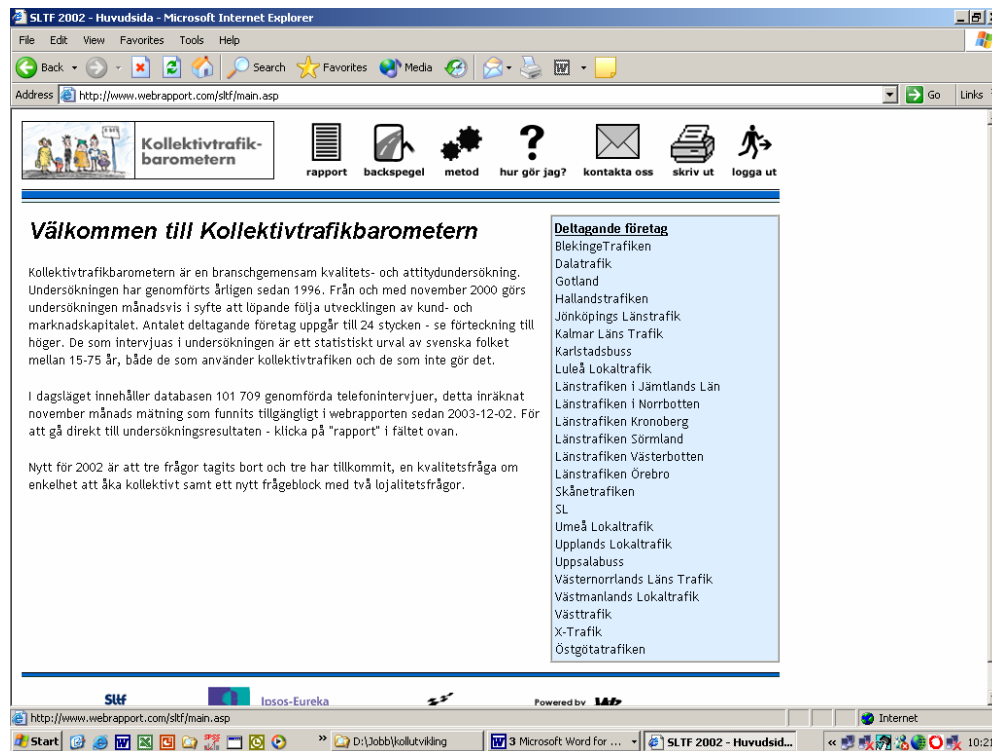 SLTF 2002 - Huvudsida - Microsoft Internet Explorer
File Edit View Favorites Tools Help
Back Search Favorites Media
Address http://www.webrapport.com/sltf/main.asp Go Links
Kollektivtrafik-
barometern
rapport backspegel metod hur gör jag? kontakta oss skriv ut logga ut
Välkommen till Kollektivtrafikbarometern
Kollektivtrafikbarometern är en branschgemensam kvalitets- och attitydundersökning.
Undersökningen har genomförts årligen sedan 1996. Från och med november 2000 görs
undersökningen månadsvis i syfte att löpande följa utvecklingen av kund- och
marknadskapitalet. Antalet deltagande företag uppgår till 24 stycken - se förteckning till
höger. De som intervjuas i undersökningen är ett statistiskt urval av svenska folket
mellan 15-75 år, både de som använder kollektivtrafiken och de som inte gör det.
I dagsläget innehåller databasen 101 709 genomförda telefonintervjuer, detta inräknat
november månads mätning som funnits tillgängligt i webrapporten sedan 2003-12-02. För
att gå direkt till undersökningsresultaten - klicka på "rapport" i fältet ovan.
Nytt för 2002 är att tre frågor tagits bort och tre har tillkommit, en kvalitetsfråga om
enkelhet att åka kollektivt samt ett nytt frågeblock med två lojalitetsfrågor.
Deltagande företag
BlekingeTrafiken
Dalatrafik
Gotland
Hallandstrafiken
Jönköpings Länstrafik
Kalmar Läns Trafik
Karlstadsbuss
Luleå Lokaltrafik
Länstrafiken i Jämtlands Län
Länstrafiken i Norrbotten
Länstrafiken Kronoberg
Länstrafiken Sörmland
Länstrafiken Västerbotten
Länstrafiken Örebro
Skånetrafiken
SL
Umeå Lokaltrafik
Upplands Lokaltrafik
Uppsalabuss
Västernorrlands Läns Trafik
Västmanlands Lokaltrafik
Västtrafik
X-Trafik
Östgötatrafiken
Sltf Ipsos-Eureka Powered by
http://www.webrapport.com/sltf/main.asp Internet
Start D:\Jobb\kollutvikling 3 Microsoft Word for ... SLTF 2002 - Huvudsid... 10:21